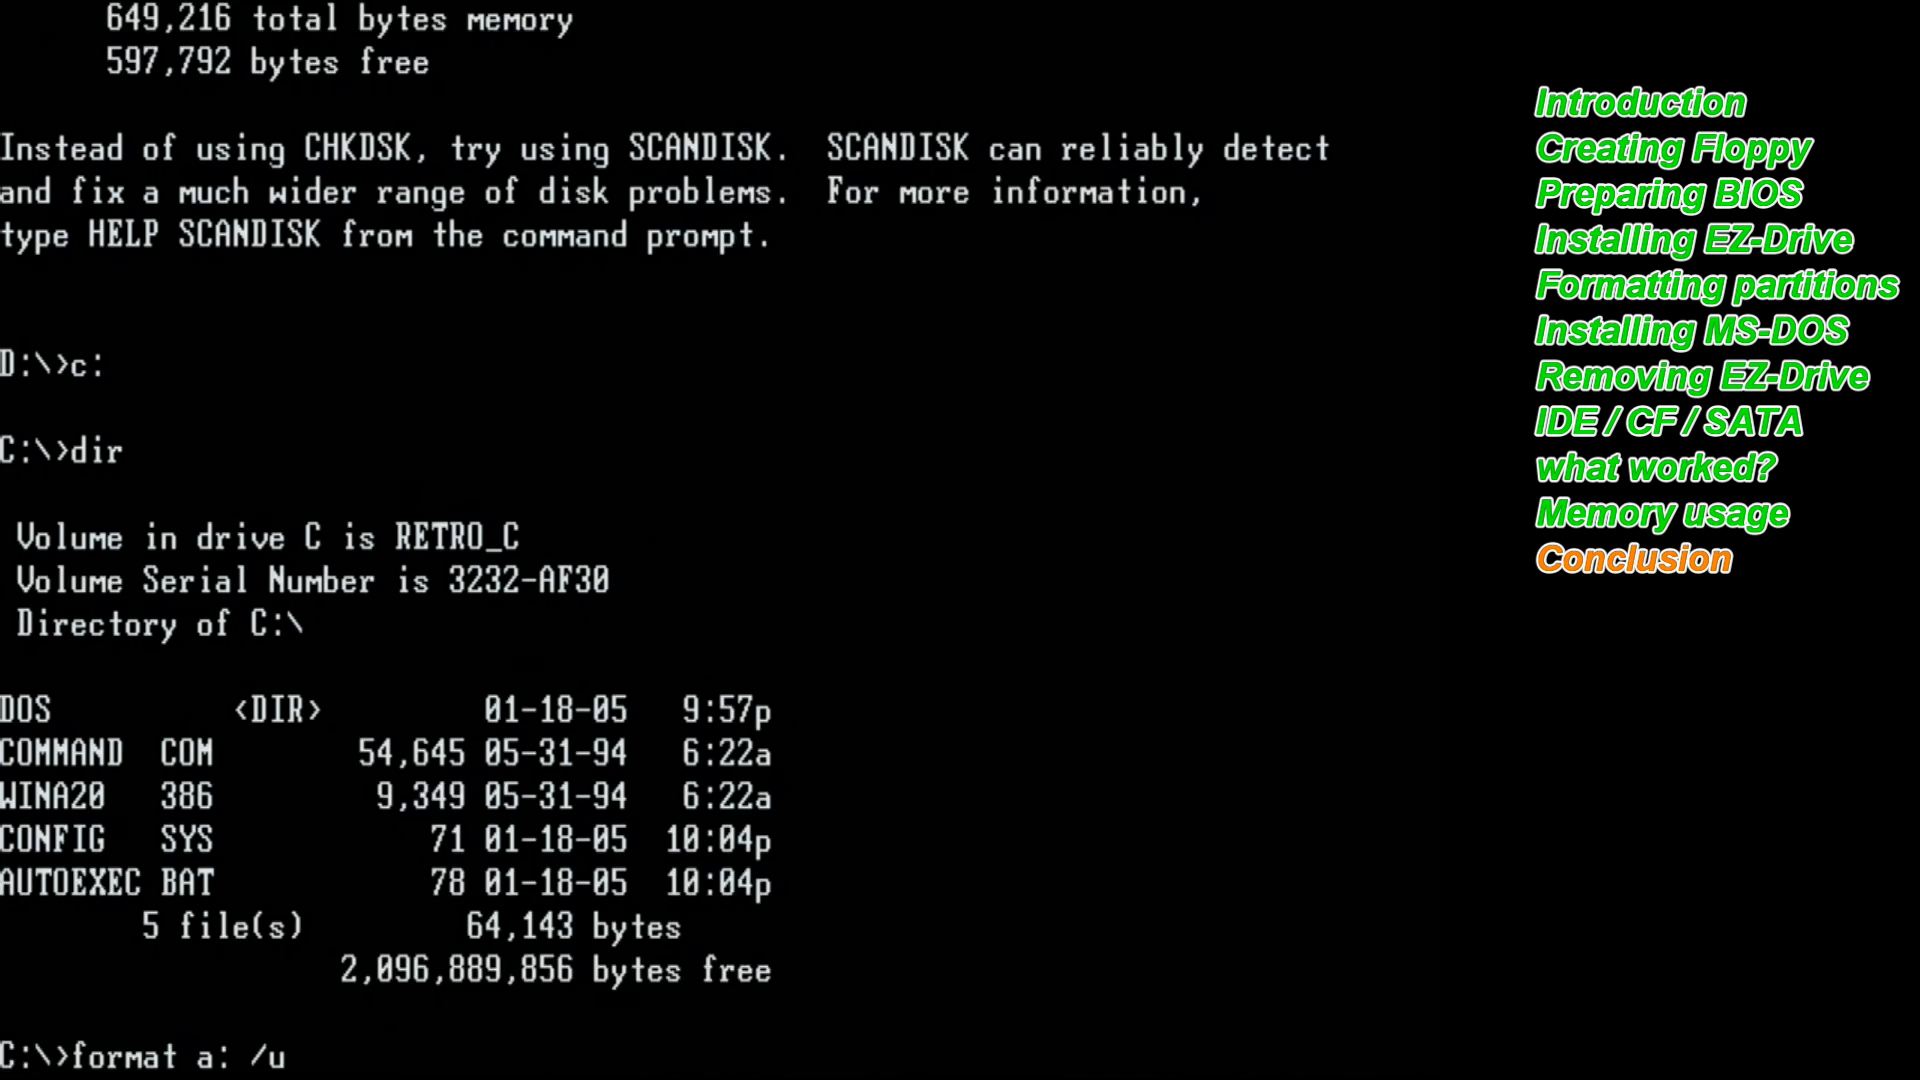 649,216 total bytes memory
597,792 bytes free
Instead of using CHKDSK, try using SCANDISK.  SCANDISK can reliably detect
and fix a much wider range of disk problems.  For more information,
type HELP SCANDISK from the command prompt.
D:\>c:
C:\>dir
Volume in drive C is RETRO_C
Volume Serial Number is 3232-AF30
Directory of C:\
DOS          <DIR>         01-18-05   9:57p
COMMAND  COM        54,645 05-31-94   6:22a
WINA20   386         9,349 05-31-94   6:22a
CONFIG   SYS            71 01-18-05  10:04p
AUTOEXEC BAT            78 01-18-05  10:04p
5 file(s)         64,143 bytes
2,096,889,856 bytes free
C:\>format a: /u
Introduction
Creating Floppy
Preparing BIOS
Installing EZ-Drive
Formatting partitions
Installing MS-DOS
Removing EZ-Drive
IDE / CF / SATA
what worked?
Memory usage
Conclusion